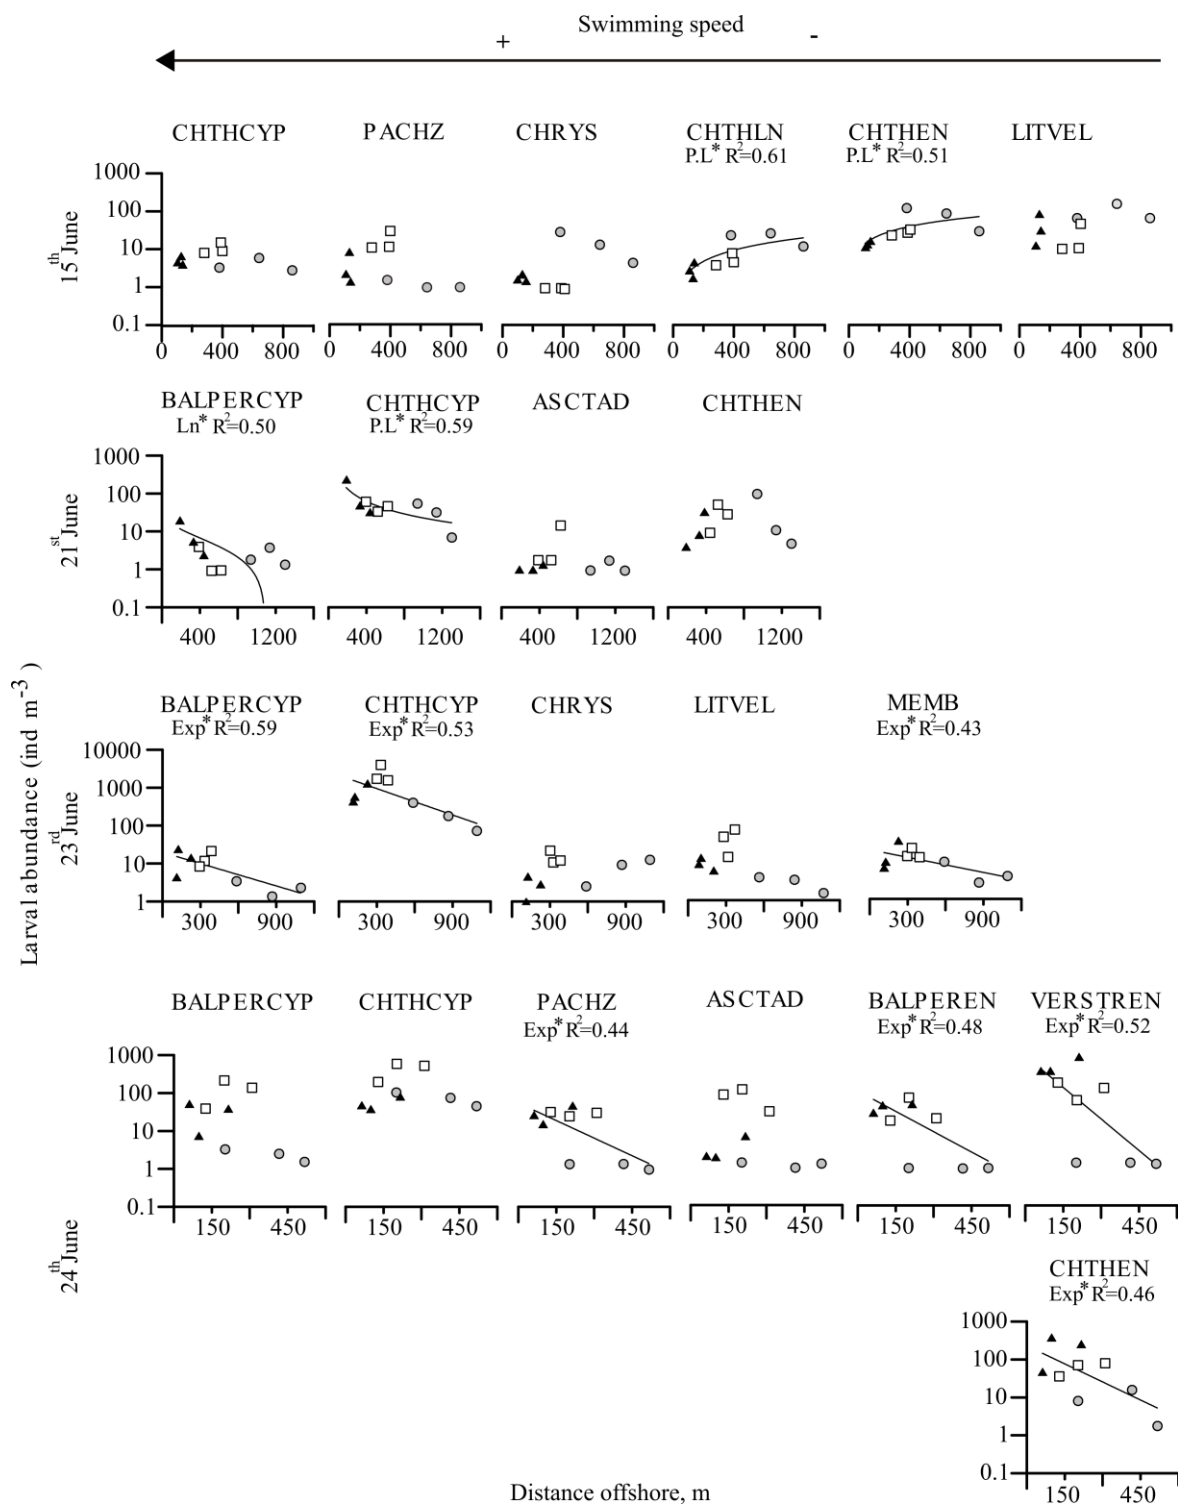 Swimming speed
+ -
CHTHCYP PACHZ CHRYS CHTHLN CHTHEN LITVEL
P.L* R²=0.61 P.L* R²=0.51
15th June
1000
100
10
1
0.1
0 400 800 0 400 800 0 400 800 0 400 800 0 400 800 0 400 800
BALPERCYP CHTHCYP ASCTAD CHTHEN
Ln* R²=0.50 P.L* R²=0.59
21st June
1000
100
10
1
0.1
400 1200 400 1200 400 1200 400 1200
Larval abundance (ind m⁻³)
BALPERCYP CHTHCYP CHRYS LITVEL MEMB
Exp* R²=0.59 Exp* R²=0.53 Exp* R²=0.43
23rd June
10000
1000
100
10
1
300 900 300 900 300 900 300 900 300 900
BALPERCYP CHTHCYP PACHZ ASCTAD BALPEREN VERSTREN
Exp* R²=0.44 Exp* R²=0.48 Exp* R²=0.52
24th June
1000
100
10
1
0.1
150 450 150 450 150 450 150 450 150 450 150 450
CHTHEN
Exp* R²=0.46
1000
100
10
1
0.1
150 450
Distance offshore, m